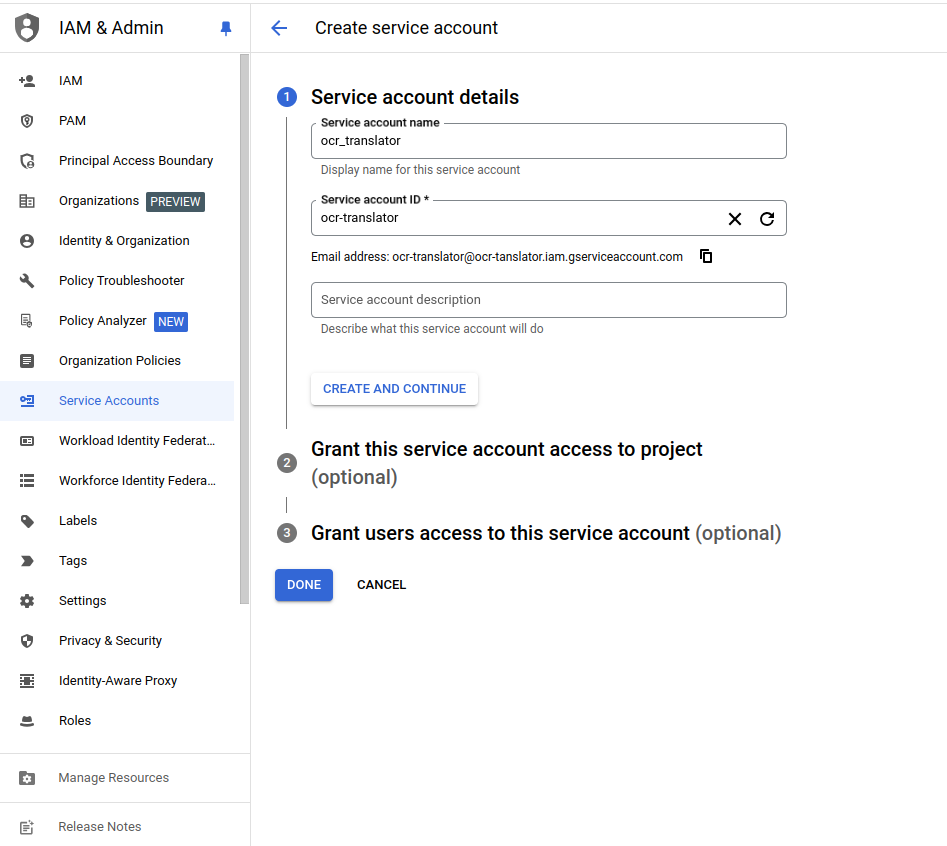 IAM & Admin
IAM
PAM
Principal Access Boundary
Organizations PREVIEW
Identity & Organization
Policy Troubleshooter
Policy Analyzer NEW
Organization Policies
Service Accounts
Workload Identity Federat...
Workforce Identity Federa...
Labels
Tags
Settings
Privacy & Security
Identity-Aware Proxy
Roles
Manage Resources
Release Notes
Create service account
1 Service account details
Service account name
ocr_translator
Display name for this service account
Service account ID *
ocr-translator
Email address: ocr-translator@ocr-tanslator.iam.gserviceaccount.com
Service account description
Describe what this service account will do
CREATE AND CONTINUE
2 Grant this service account access to project
(optional)
3 Grant users access to this service account (optional)
DONE CANCEL